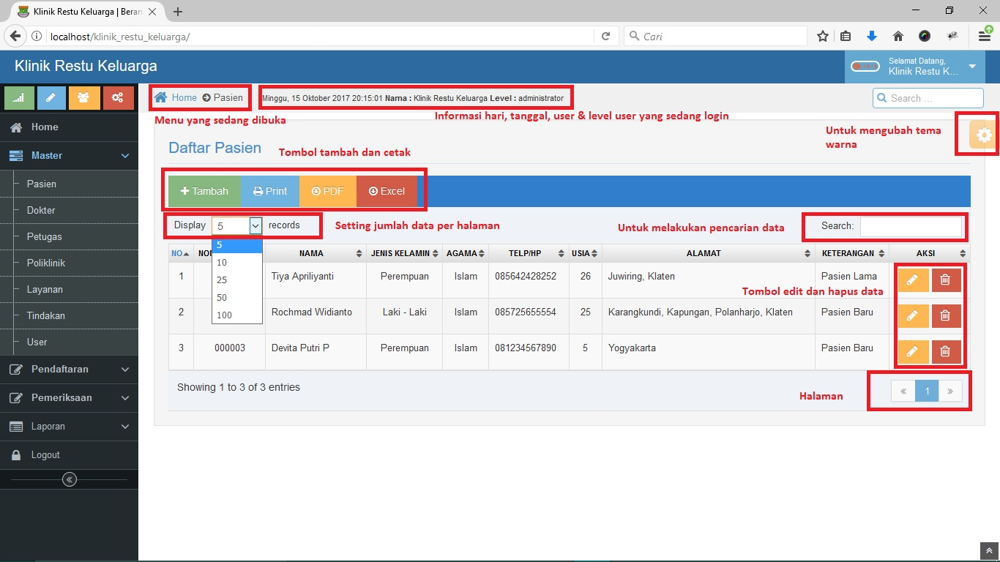 Klinik Restu Keluarga | Beran
localhost/klinik_restu_keluarga/
Cari
Klinik Restu Keluarga
Selamat Datang,
Klinik Restu K...
Home Pasien
Minggu, 15 Oktober 2017 20:15:01 Nama : Klinik Restu Keluarga Level : administrator
Search ...
Menu yang sedang dibuka
Informasi hari, tanggal, user & level user yang sedang login
Untuk mengubah tema
warna
Home
Master
Pasien
Dokter
Petugas
Poliklinik
Layanan
Tindakan
User
Pendaftaran
Pemeriksaan
Laporan
Logout
Daftar Pasien
Tombol tambah dan cetak
Tambah Print PDF Excel
Display 5 records
Setting jumlah data per halaman
Untuk melakukan pencarian data
Search:
5
10
25
50
100
NO NAMA JENIS KELAMIN AGAMA TELP/HP USIA ALAMAT KETERANGAN AKSI
1 Tiya Apriliyanti Perempuan Islam 085642428252 26 Juwiring, Klaten Pasien Lama
Tombol edit dan hapus data
2 Rochmad Widianto Laki - Laki Islam 085725655554 25 Karangkundi, Kapungan, Polanharjo, Klaten Pasien Baru
3 000003 Devita Putri P Perempuan Islam 081234567890 5 Yogyakarta Pasien Baru
Showing 1 to 3 of 3 entries
Halaman
« 1 »